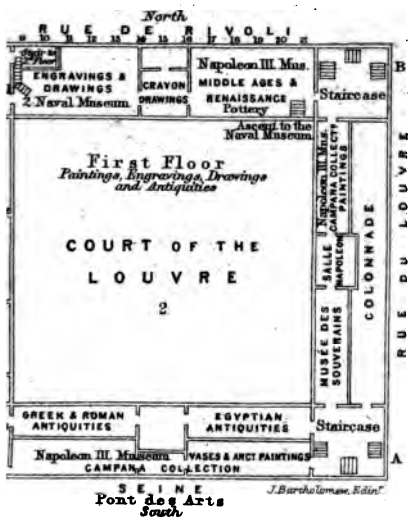 North
RUE DE RIVOLI
9 10 11 12 13 14 15 16 17 18 19 20 21
ENGRAVINGS &
DRAWINGS
2. Naval Museum
CRAYON
DRAWINGS
Napoleon III. Mus.
MIDDLE AGES &
RENAISSANCE
Pottery
Staircase
B
Ascent to the
Naval Museum
First Floor
Paintings, Engravings, Drawings
and Antiquities
COURT OF THE
LOUVRE
2
Napoleon III. Mus.
CAMPANA COLLECTN
PAINTINGS
SALLE
NAPOLEON
MUSÉE DES
SOUVERAINS
COLONNADE
RUE DU LOUVRE
GREEK & ROMAN
ANTIQUITIES
EGYPTIAN
ANTIQUITIES
Staircase
Napoleon III. Museum
CAMPANA COLLECTION
VASES & ANCT PAINTINGS
A
SEINE
J. Bartholomew, Edinr.
Pont des Arts
South